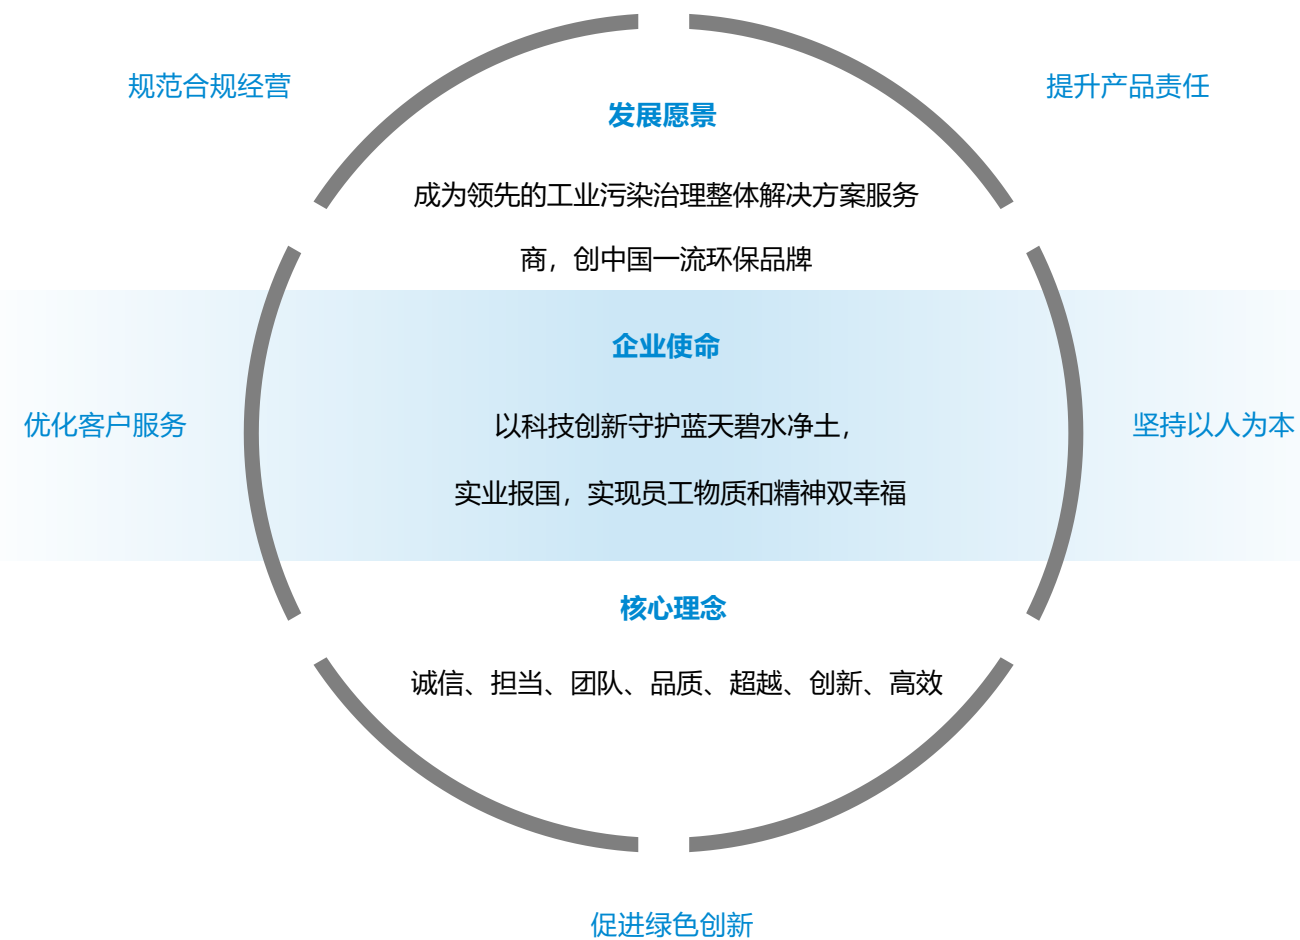 规范合规经营
提升产品责任
发展愿景
成为领先的工业污染治理整体解决方案服务
商，创中国一流环保品牌
企业使命
优化客户服务
以科技创新守护蓝天碧水净土，
坚持以人为本
实业报国，实现员工物质和精神双幸福
核心理念
诚信、担当、团队、品质、超越、创新、高效
促进绿色创新